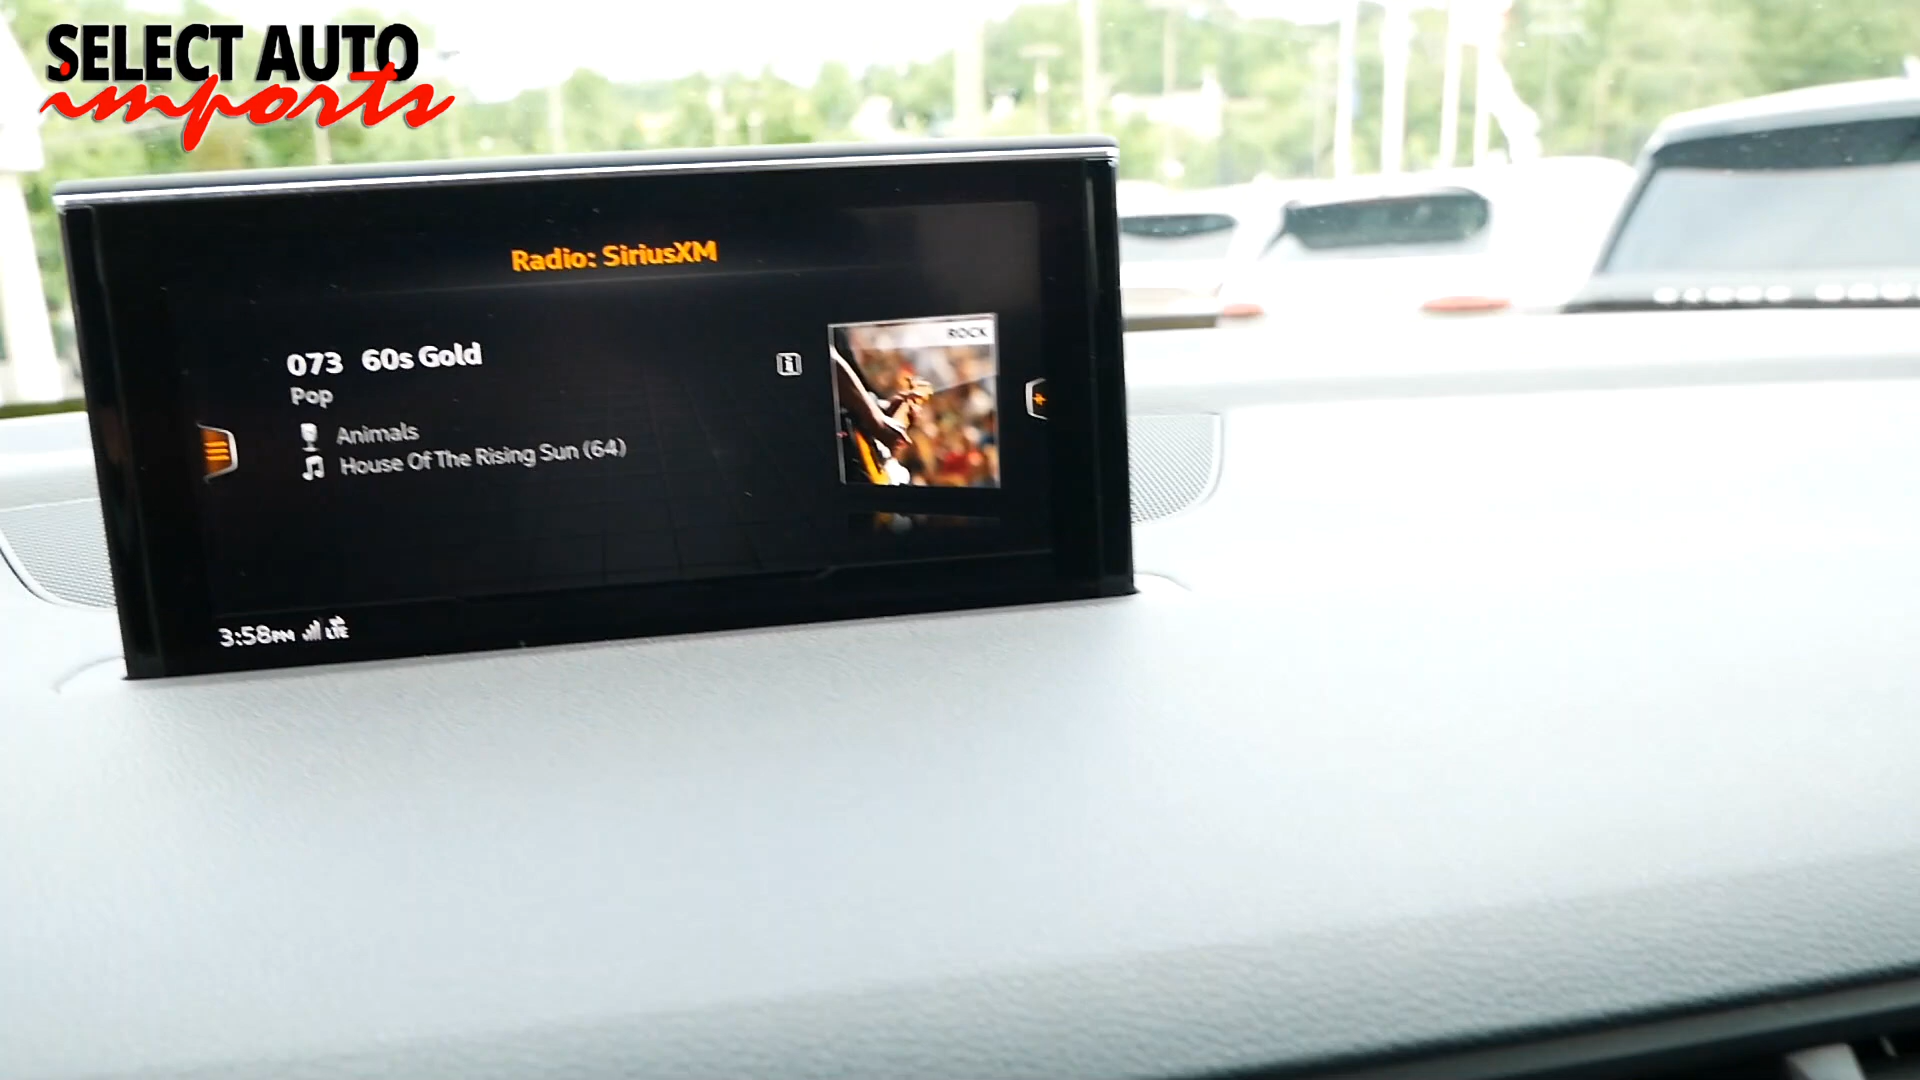 SELECT AUTO
imports
Radio: SiriusXM
073 60s Gold
Pop
Animals
House Of The Rising Sun (64)
ROCK
3:58PM LTE